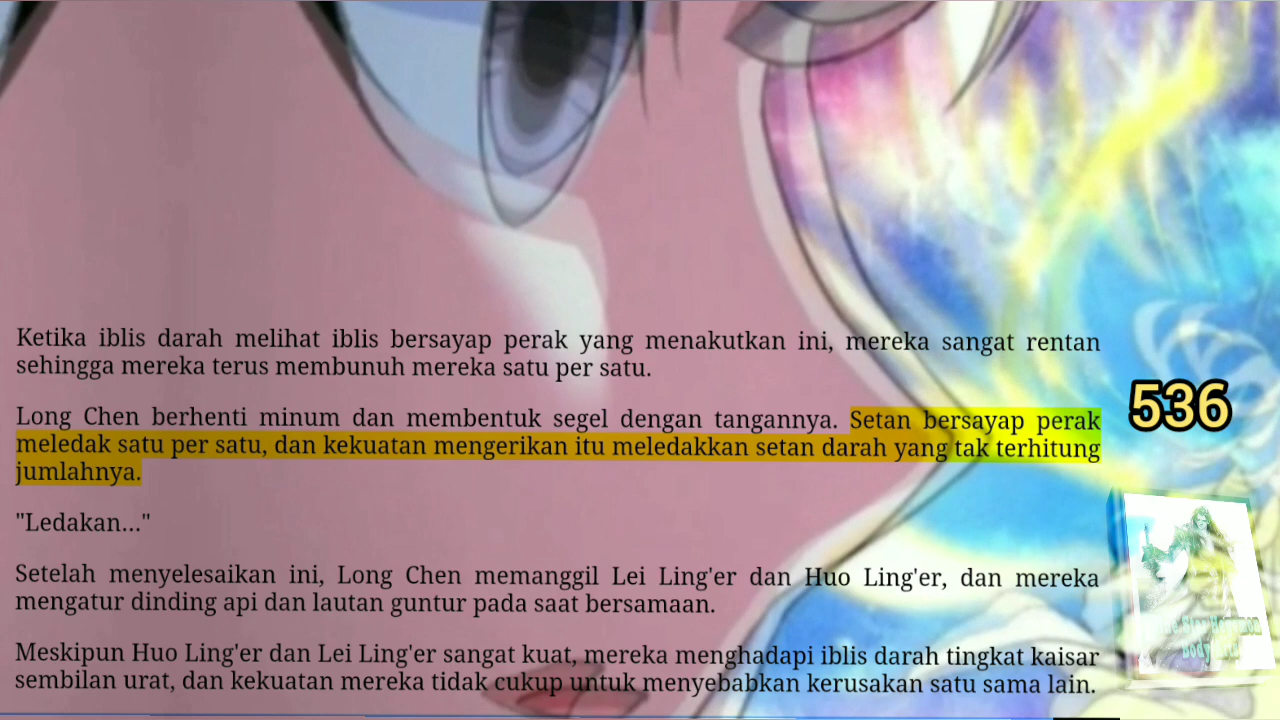 Ketika iblis darah melihat iblis bersayap perak yang menakutkan ini, mereka sangat rentan
sehingga mereka terus membunuh mereka satu per satu.
Long Chen berhenti minum dan membentuk segel dengan tangannya. Setan bersayap perak
meledak satu per satu, dan kekuatan mengerikan itu meledakkan setan darah yang tak terhitung
jumlahnya.
"Ledakan..."
Setelah menyelesaikan ini, Long Chen memanggil Lei Ling'er dan Huo Ling'er, dan mereka
mengatur dinding api dan lautan guntur pada saat bersamaan.
Meskipun Huo Ling'er dan Lei Ling'er sangat kuat, mereka menghadapi iblis darah tingkat kaisar
sembilan urat, dan kekuatan mereka tidak cukup untuk menyebabkan kerusakan satu sama lain.
536